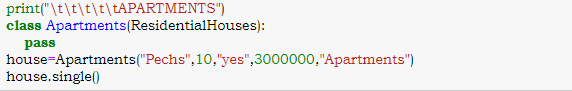 print("\t\t\t\t\tAPARTMENTS")
class Apartments(ResidentialHouses):
    pass
house=Apartments("Pechs",10,"yes",3000000,"Apartments")
house.single()